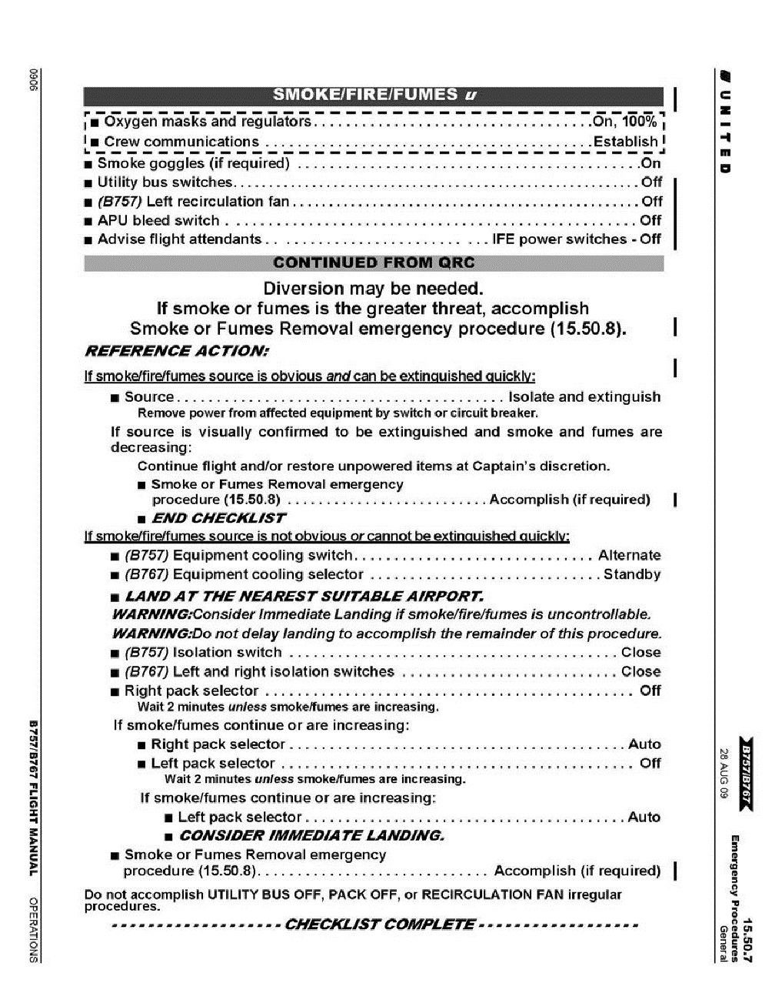 SMOKE/FIRE/FUMES u
■ Oxygen masks and regulators. . . . . . . . . . . . . . . . . . . . . . . . . . . . . . . . . . .On, 100%
■ Crew communications . . . . . . . . . . . . . . . . . . . . . . . . . . . . . . . . . . . . . . . . .Establish
■ Smoke goggles (if required) . . . . . . . . . . . . . . . . . . . . . . . . . . . . . . . . . . . . . . . . . . .On
■ Utility bus switches. . . . . . . . . . . . . . . . . . . . . . . . . . . . . . . . . . . . . . . . . . . . . . . . . . . . . Off
■ (B757) Left recirculation fan . . . . . . . . . . . . . . . . . . . . . . . . . . . . . . . . . . . . . . . . . . . . . Off
■ APU bleed switch . . . . . . . . . . . . . . . . . . . . . . . . . . . . . . . . . . . . . . . . . . . . . . . . . Off
■ Advise flight attendants . . . . . . . . . . . . . . . . . . . . . . . . . . . . IFE power switches - Off
CONTINUED FROM QRC
Diversion may be needed.
If smoke or fumes is the greater threat, accomplish
Smoke or Fumes Removal emergency procedure (15.50.8).
REFERENCE ACTION:
If smoke/fire/fumes source is obvious and can be extinguished quickly:
■ Source . . . . . . . . . . . . . . . . . . . . . . . . . . . . . . . . . . . . . . . . . . Isolate and extinguish
Remove power from affected equipment by switch or circuit breaker.
If source is visually confirmed to be extinguished and smoke and fumes are
decreasing:
Continue flight and/or restore unpowered items at Captain's discretion.
■ Smoke or Fumes Removal emergency
procedure (15.50.8) . . . . . . . . . . . . . . . . . . . . . . . . . . Accomplish (if required)
■ END CHECKLIST
If smoke/fire/fumes source is not obvious or cannot be extinguished quickly:
■ (B757) Equipment cooling switch. . . . . . . . . . . . . . . . . . . . . . . . . . . . . . Alternate
■ (B767) Equipment cooling selector . . . . . . . . . . . . . . . . . . . . . . . . . . . . . Standby
■ LAND AT THE NEAREST SUITABLE AIRPORT.
WARNING:Consider Immediate Landing if smoke/fire/fumes is uncontrollable.
WARNING:Do not delay landing to accomplish the remainder of this procedure.
■ (B757) Isolation switch . . . . . . . . . . . . . . . . . . . . . . . . . . . . . . . . . . . . . . . . . Close
■ (B767) Left and right isolation switches . . . . . . . . . . . . . . . . . . . . . . . . . . . Close
■ Right pack selector . . . . . . . . . . . . . . . . . . . . . . . . . . . . . . . . . . . . . . . . . . . . . . Off
Wait 2 minutes unless smoke/fumes are increasing.
If smoke/fumes continue or are increasing:
■ Right pack selector . . . . . . . . . . . . . . . . . . . . . . . . . . . . . . . . . . . . . . . . . . Auto
■ Left pack selector . . . . . . . . . . . . . . . . . . . . . . . . . . . . . . . . . . . . . . . . . . . . Off
Wait 2 minutes unless smoke/fumes are increasing.
If smoke/fumes continue or are increasing:
■ Left pack selector . . . . . . . . . . . . . . . . . . . . . . . . . . . . . . . . . . . . . . . . Auto
■ CONSIDER IMMEDIATE LANDING.
■ Smoke or Fumes Removal emergency
procedure (15.50.8). . . . . . . . . . . . . . . . . . . . . . . . . . . . . . Accomplish (if required)
Do not accomplish UTILITY BUS OFF, PACK OFF, or RECIRCULATION FAN irregular
procedures.
- - - - - - - - - - - - - - - - - - - CHECKLIST COMPLETE - - - - - - - - - - - - - - - - - -
0906
B757/B767 FLIGHT MANUAL OPERATIONS
UNITED
B757/B767
28 AUG 09
15.50.7
Emergency Procedures
General